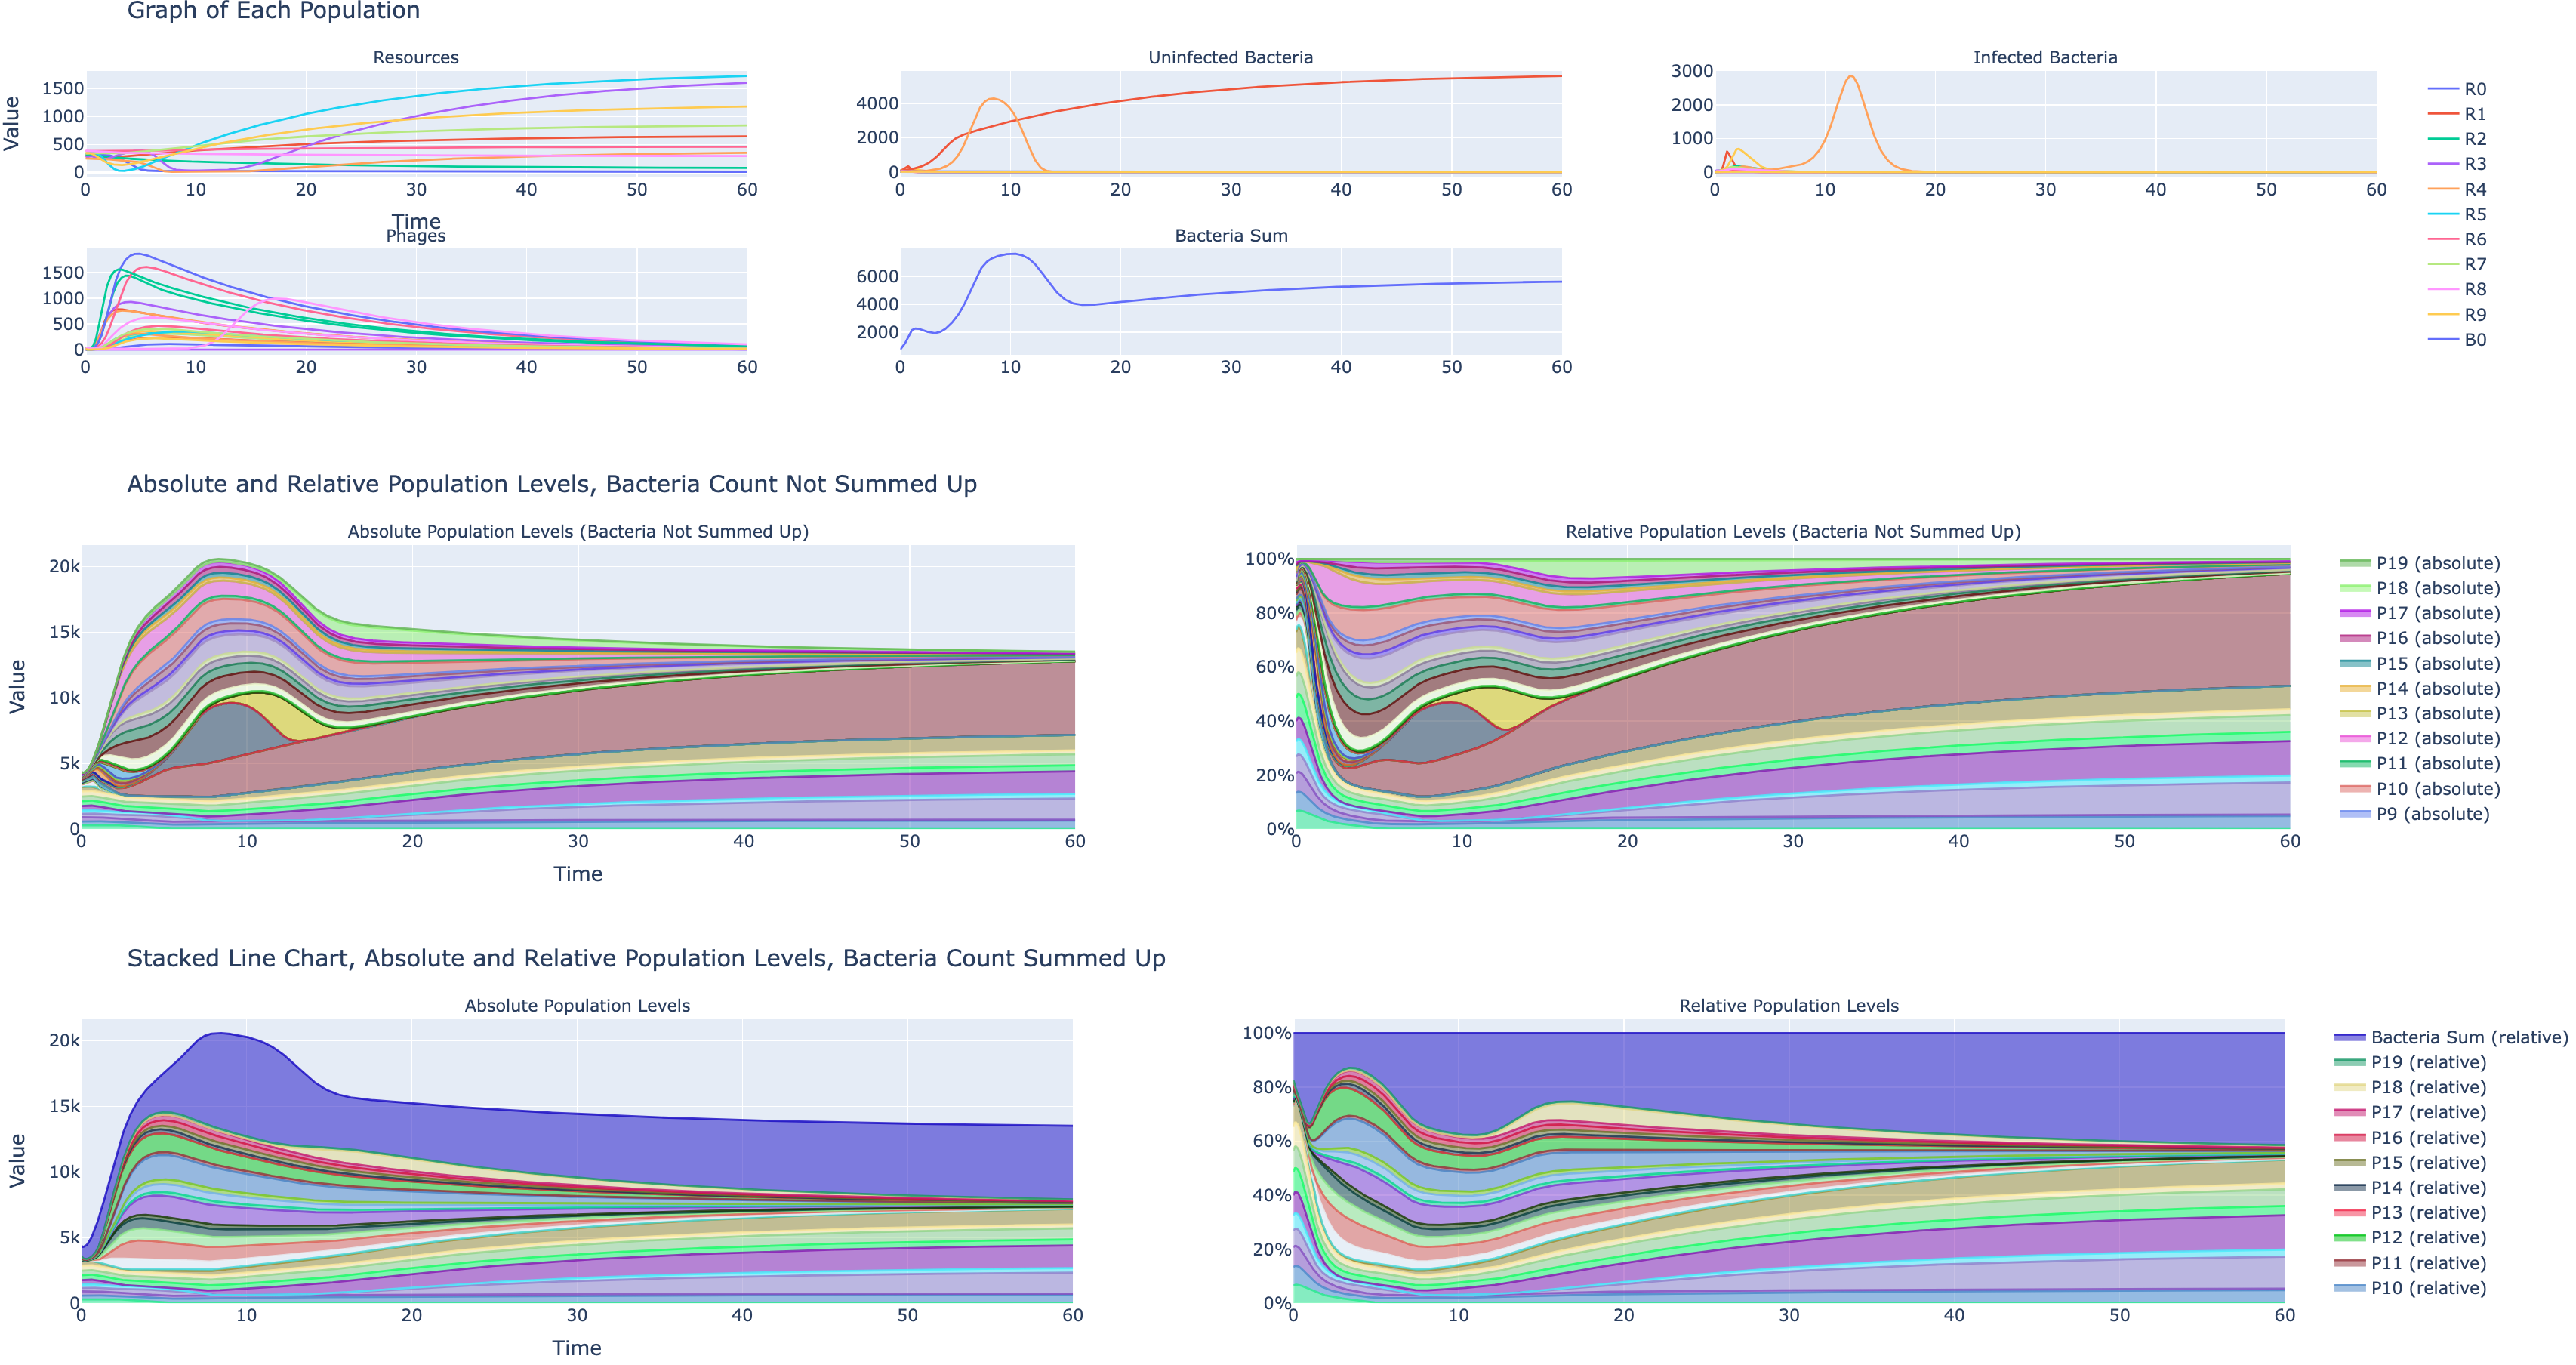 Graph of Each Population
Resources
Uninfected Bacteria
Infected Bacteria
Value
1500
1000
500
0
0 10 20 30 40 50 60
Time
4000
2000
0
0 10 20 30 40 50 60
3000
2000
1000
0
0 10 20 30 40 50 60
R0
R1
R2
R3
R4
R5
R6
R7
R8
R9
B0
Phages
1500
1000
500
0
0 10 20 30 40 50 60
Bacteria Sum
6000
4000
2000
0 10 20 30 40 50 60
Absolute and Relative Population Levels, Bacteria Count Not Summed Up
Absolute Population Levels (Bacteria Not Summed Up)
Value
20k
15k
10k
5k
0
0 10 20 30 40 50 60
Time
Relative Population Levels (Bacteria Not Summed Up)
100%
80%
60%
40%
20%
0%
0 10 20 30 40 50 60
P19 (absolute)
P18 (absolute)
P17 (absolute)
P16 (absolute)
P15 (absolute)
P14 (absolute)
P13 (absolute)
P12 (absolute)
P11 (absolute)
P10 (absolute)
P9 (absolute)
Stacked Line Chart, Absolute and Relative Population Levels, Bacteria Count Summed Up
Absolute Population Levels
Value
20k
15k
10k
5k
0
0 10 20 30 40 50 60
Time
Relative Population Levels
100%
80%
60%
40%
20%
0%
0 10 20 30 40 50 60
Bacteria Sum (relative)
P19 (relative)
P18 (relative)
P17 (relative)
P16 (relative)
P15 (relative)
P14 (relative)
P13 (relative)
P12 (relative)
P11 (relative)
P10 (relative)